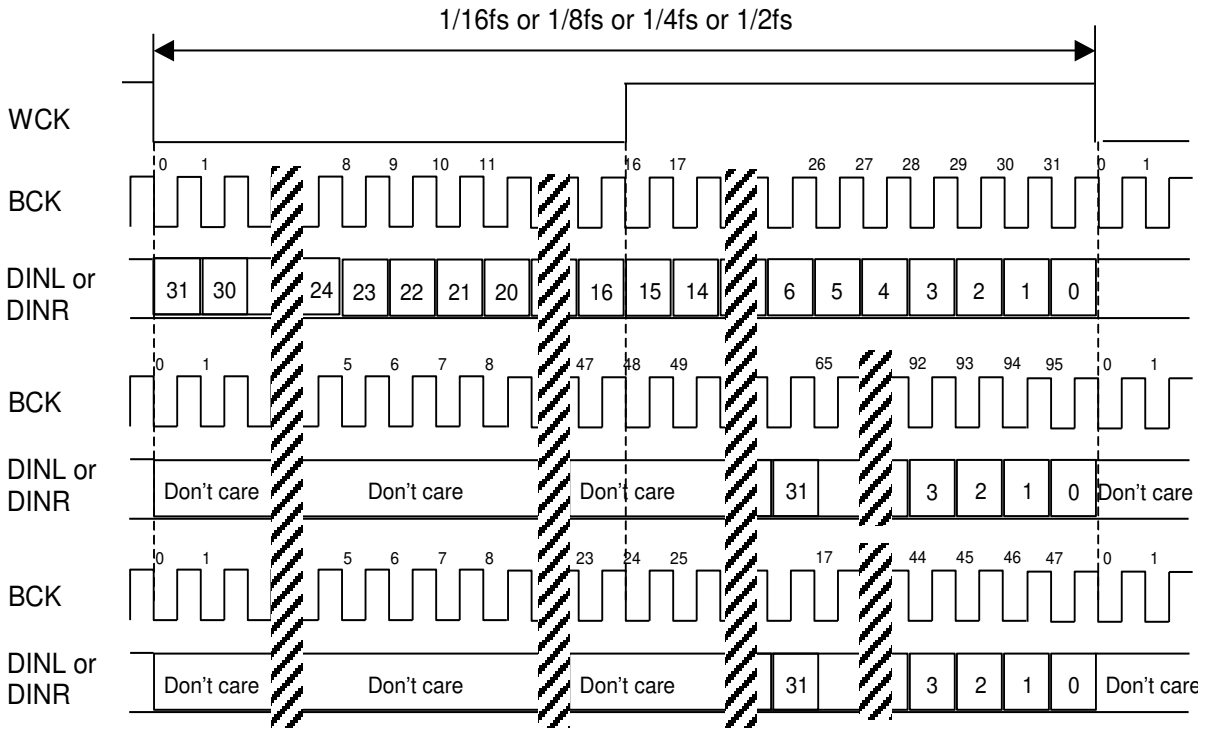 1/16fs or 1/8fs or 1/4fs or 1/2fs
WCK
0 1 8 9 10 11 16 17 26 27 28 29 30 31 0 1
BCK
DINL or
DINR
31 30 24 23 22 21 20 16 15 14 6 5 4 3 2 1 0
0 1 5 6 7 8 47 48 49 65 92 93 94 95 0 1
BCK
DINL or
DINR
Don't care Don't care Don't care 31 3 2 1 0 Don't care
0 1 5 6 7 8 23 24 25 17 44 45 46 47 0 1
BCK
DINL or
DINR
Don't care Don't care Don't care 31 3 2 1 0 Don't care